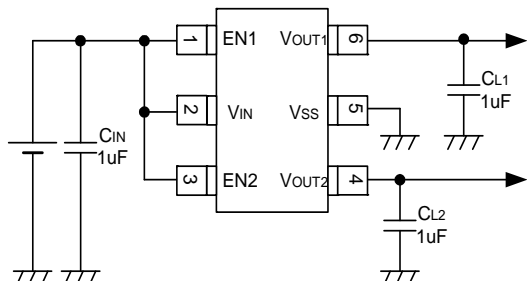 1 EN1 VOUT1 6
2 VIN VSS 5
3 EN2 VOUT2 4
CIN
1uF
CL1
1uF
CL2
1uF